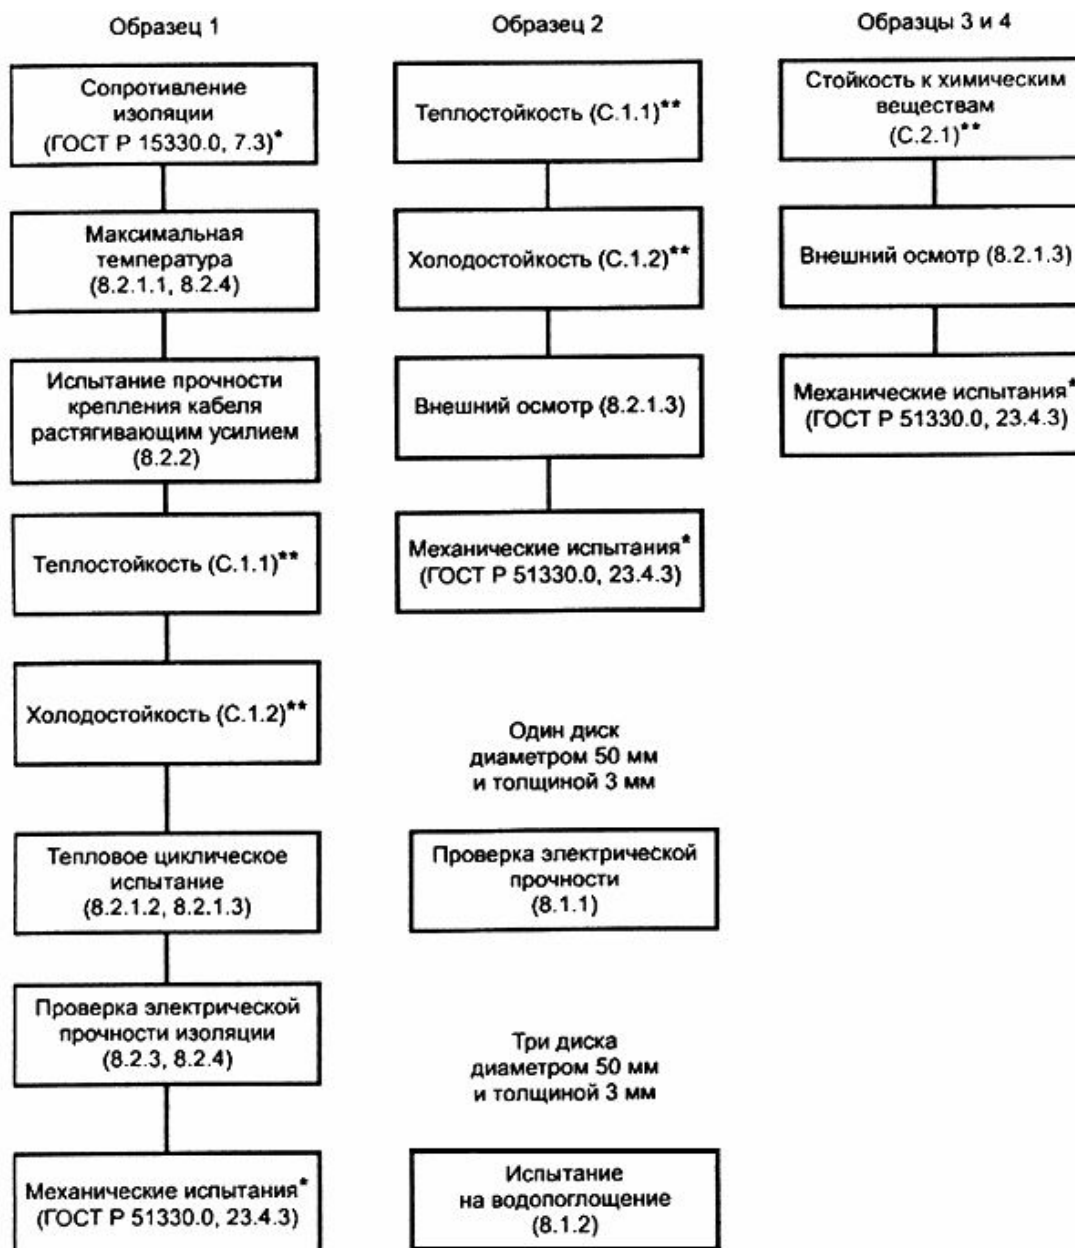 Образец 1
Сопротивление
изоляции
(ГОСТ Р 15330.0, 7.3)*
Максимальная
температура
(8.2.1.1, 8.2.4)
Испытание прочности
крепления кабеля
растягивающим усилием
(8.2.2)
Теплостойкость (С.1.1)**
Холодостойкость (С.1.2)**
Тепловое циклическое
испытание
(8.2.1.2, 8.2.1.3)
Проверка электрической
прочности изоляции
(8.2.3, 8.2.4)
Механические испытания*
(ГОСТ Р 51330.0, 23.4.3)
Образец 2
Теплостойкость (С.1.1)**
Холодостойкость (С.1.2)**
Внешний осмотр (8.2.1.3)
Механические испытания*
(ГОСТ Р 51330.0, 23.4.3)
Один диск
диаметром 50 мм
и толщиной 3 мм
Проверка электрической
прочности
(8.1.1)
Три диска
диаметром 50 мм
и толщиной 3 мм
Испытание
на водопоглощение
(8.1.2)
Образцы 3 и 4
Стойкость к химическим
веществам
(С.2.1)**
Внешний осмотр (8.2.1.3)
Механические испытания*
(ГОСТ Р 51330.0, 23.4.3)